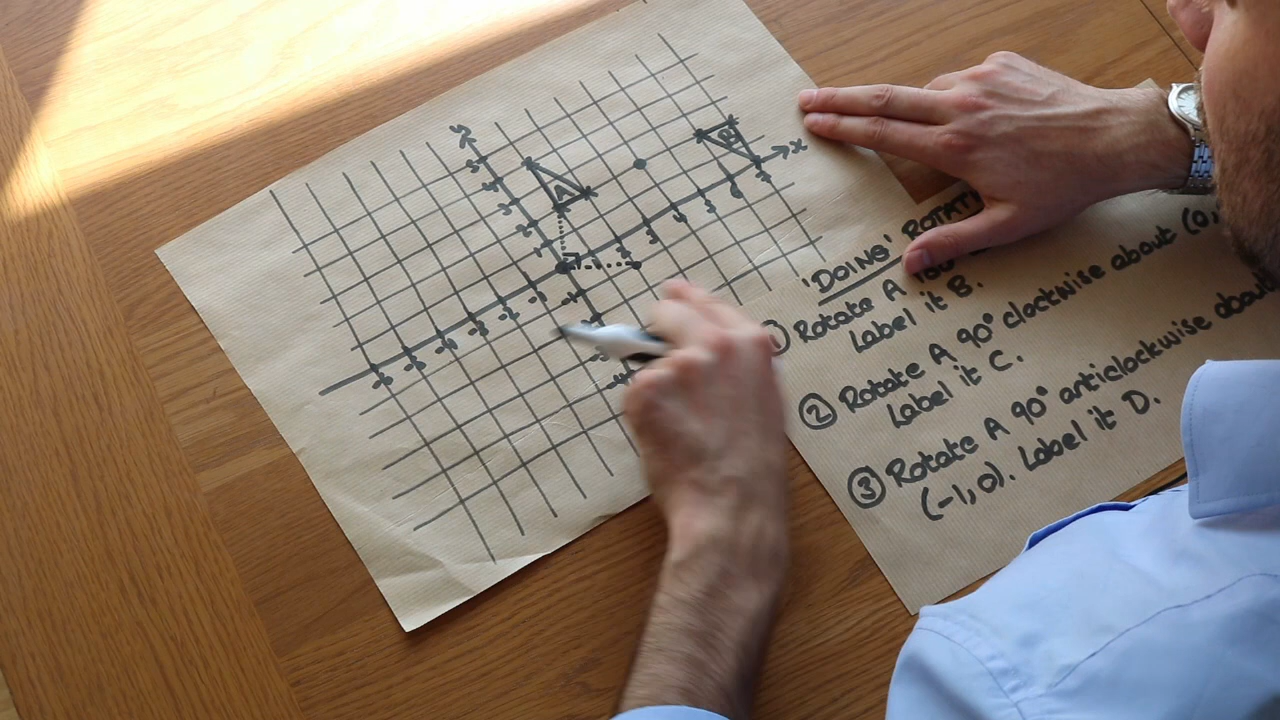 y
x
A
B
'DOING' ROTATI
① Rotate A 180°
Label it B.
② Rotate A 90° clockwise about (0,
Label it C.
③ Rotate A 90° anticlockwise about
(-1,0). Label it D.